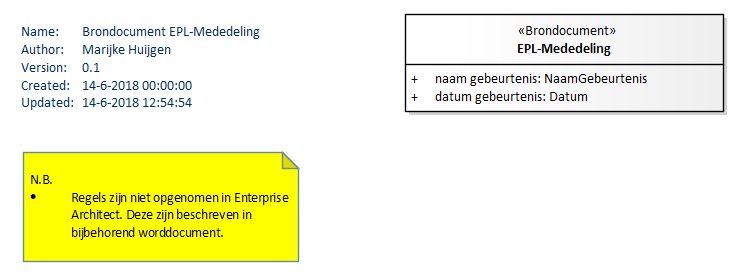 Name: Brondocument EPL-Mededeling
Author: Marijke Huijgen
Version: 0.1
Created: 14-6-2018 00:00:00
Updated: 14-6-2018 12:54:54
«Brondocument»
EPL-Mededeling
+ naam gebeurtenis: NaamGebeurtenis
+ datum gebeurtenis: Datum
N.B.
• Regels zijn niet opgenomen in Enterprise
Architect. Deze zijn beschreven in
bijbehorend worddocument.